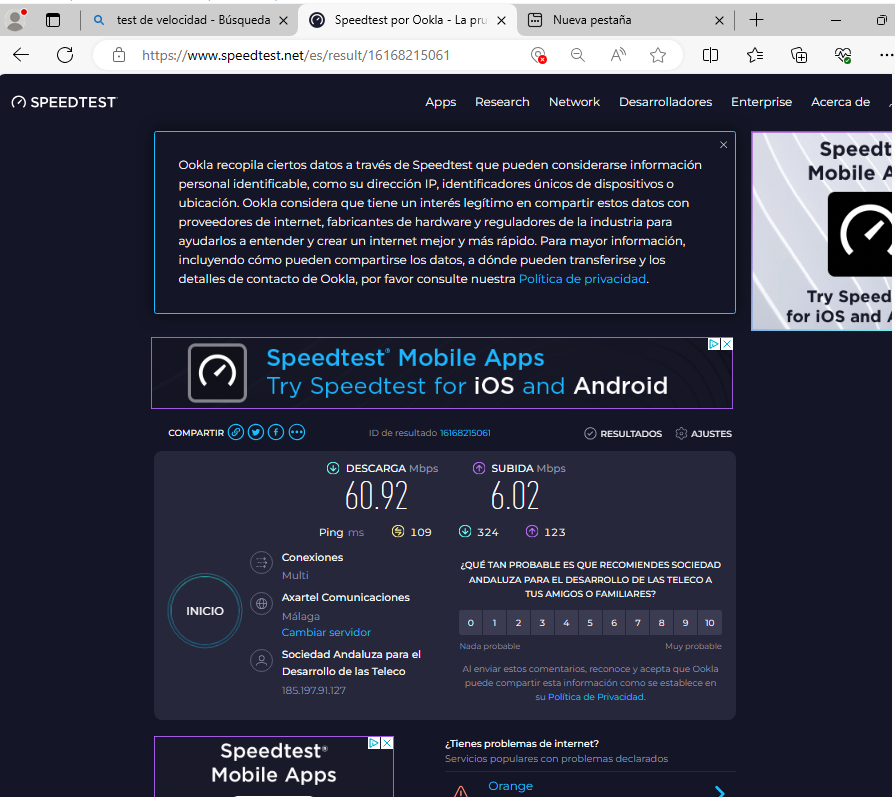 test de velocidad - Búsqueda
Speedtest por Ookla - La pru
Nueva pestaña
https://www.speedtest.net/es/result/16168215061
SPEEDTEST
Apps Research Network Desarrolladores Enterprise Acerca de
Ookla recopila ciertos datos a través de Speedtest que pueden considerarse información
personal identificable, como su dirección IP, identificadores únicos de dispositivos o
ubicación. Ookla considera que tiene un interés legítimo en compartir estos datos con
proveedores de internet, fabricantes de hardware y reguladores de la industria para
ayudarlos a entender y crear un internet mejor y más rápido. Para mayor información,
incluyendo cómo pueden compartirse los datos, a dónde pueden transferirse y los
detalles de contacto de Ookla, por favor consulte nuestra Política de privacidad.
Speedt
Mobile A
Try Speed
for iOS and A
Speedtest® Mobile Apps
Try Speedtest for iOS and Android
COMPARTIR
ID de resultado 16168215061
RESULTADOS
AJUSTES
DESCARGA Mbps
60.92
SUBIDA Mbps
6.02
Ping ms 109 324 123
INICIO
Conexiones
Multi
Axartel Comunicaciones
Málaga
Cambiar servidor
Sociedad Andaluza para el
Desarrollo de las Teleco
185.197.91.127
¿QUÉ TAN PROBABLE ES QUE RECOMIENDES SOCIEDAD
ANDALUZA PARA EL DESARROLLO DE LAS TELECO A
TUS AMIGOS O FAMILIARES?
0 1 2 3 4 5 6 7 8 9 10
Nada probable Muy probable
Al enviar estos comentarios, reconoce y acepta que Ookla
puede compartir esta información como se establece en
su Política de Privacidad.
Speedtest®
Mobile Apps
¿Tienes problemas de internet?
Servicios populares con problemas declarados
Orange